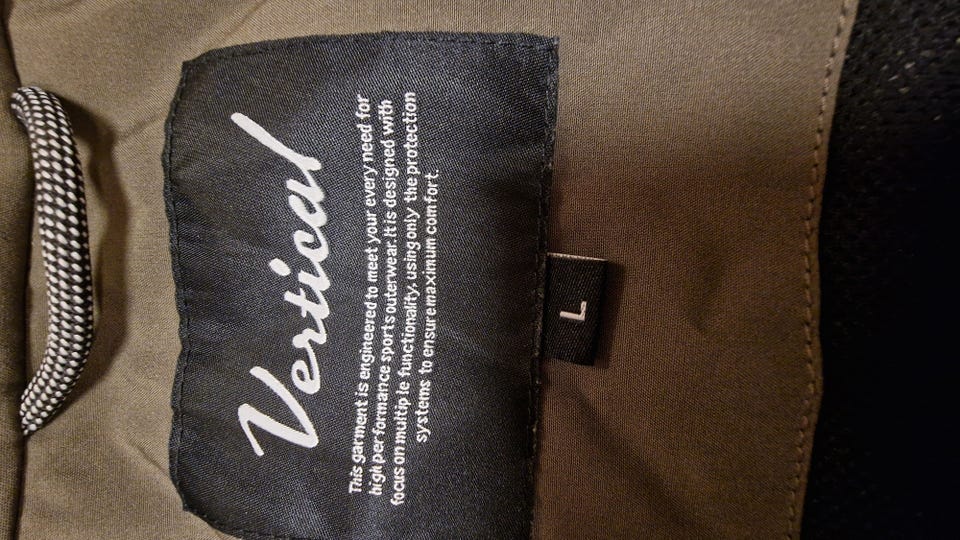 Vertical
This garment is engineered to meet your every need for
high performance sports outerwear. It is designed with
focus on multiple functionality, using only the protection
systems to ensure maximum comfort.
L